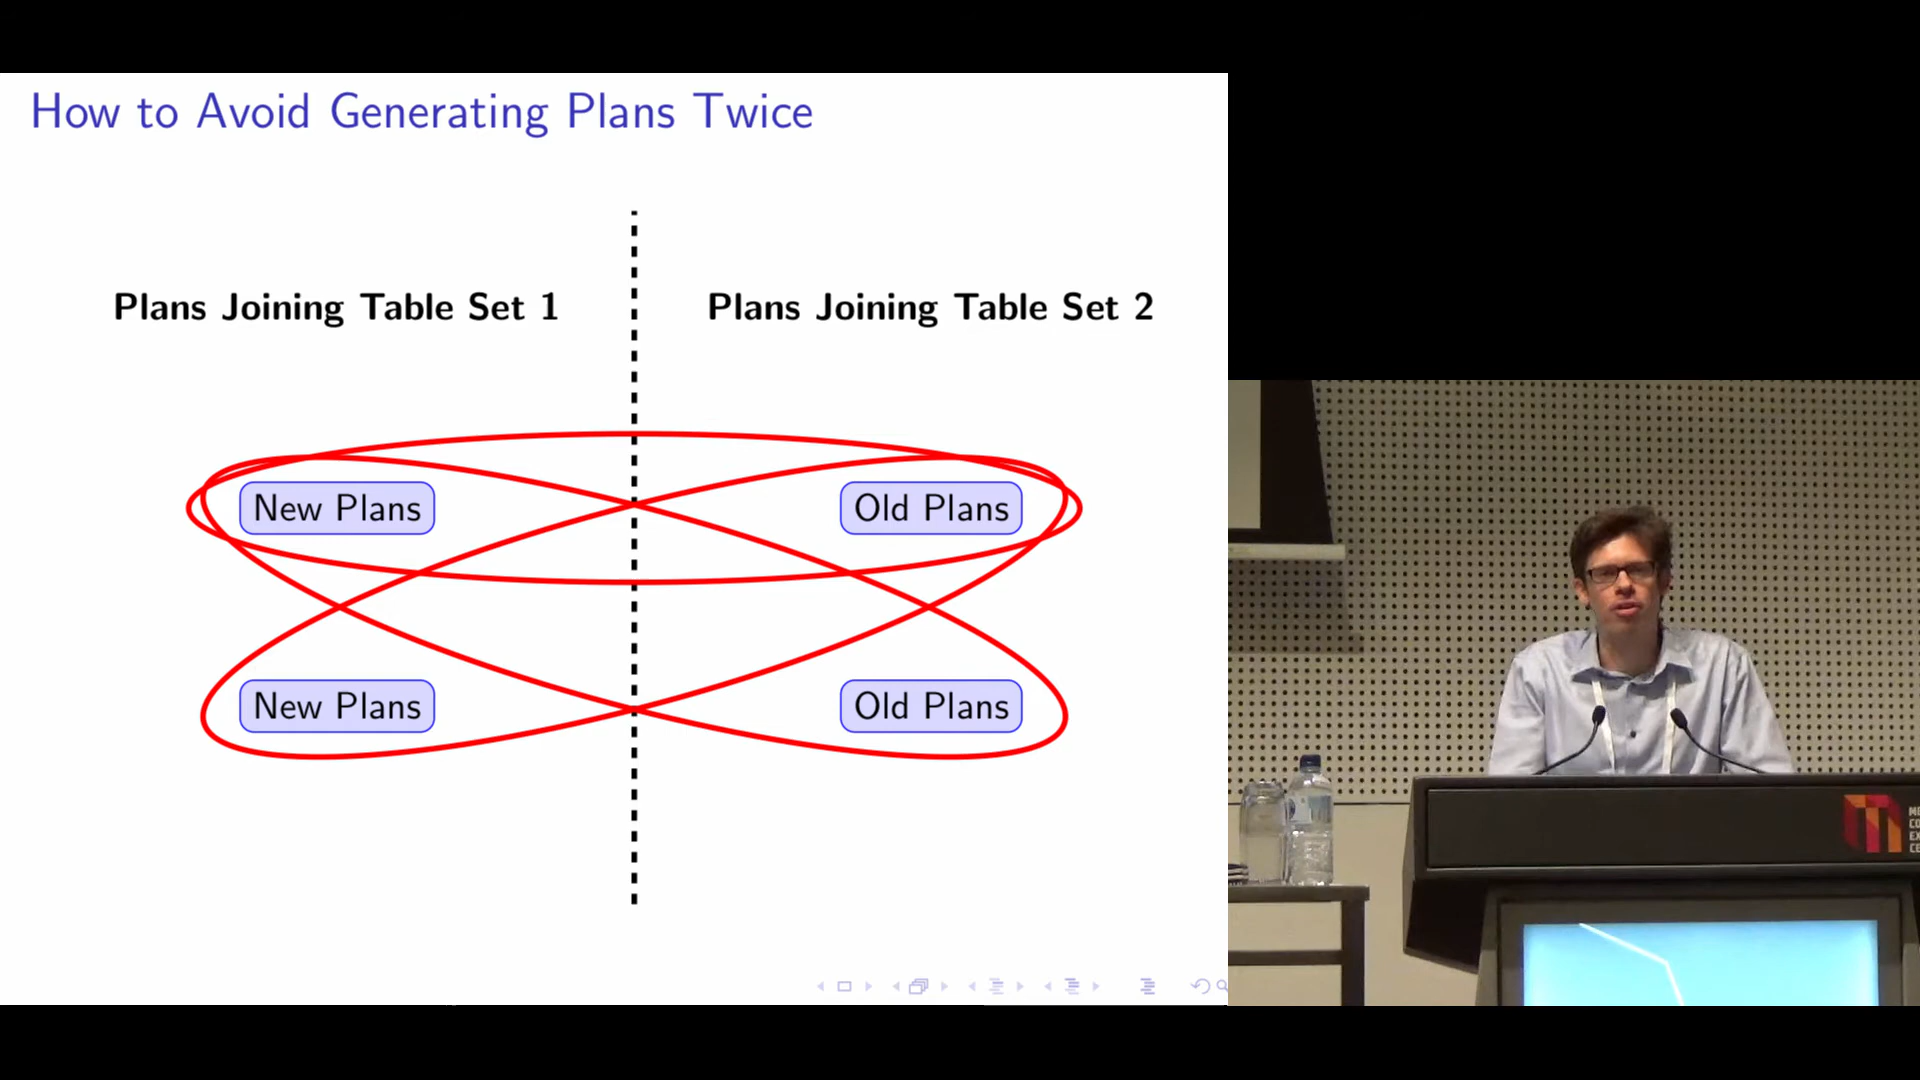 How to Avoid Generating Plans Twice
Plans Joining Table Set 1
Plans Joining Table Set 2
New Plans
Old Plans
New Plans
Old Plans